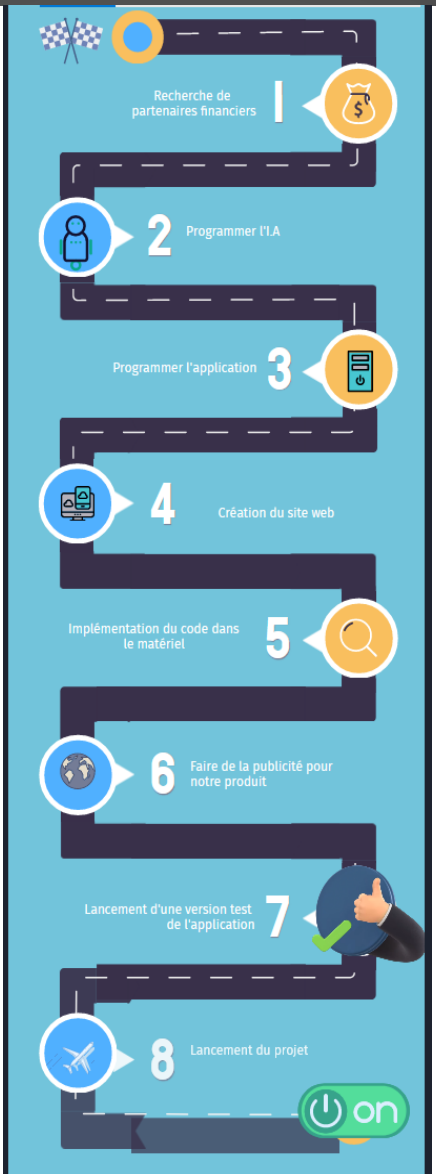 Recherche de
partenaires financiers
1
$
2
Programmer l'I.A
Programmer l'application
3
4
Création du site web
Implémentation du code dans
le matériel
5
6
Faire de la publicité pour
notre produit
Lancement d'une version test
de l'application
7
8
Lancement du projet
on